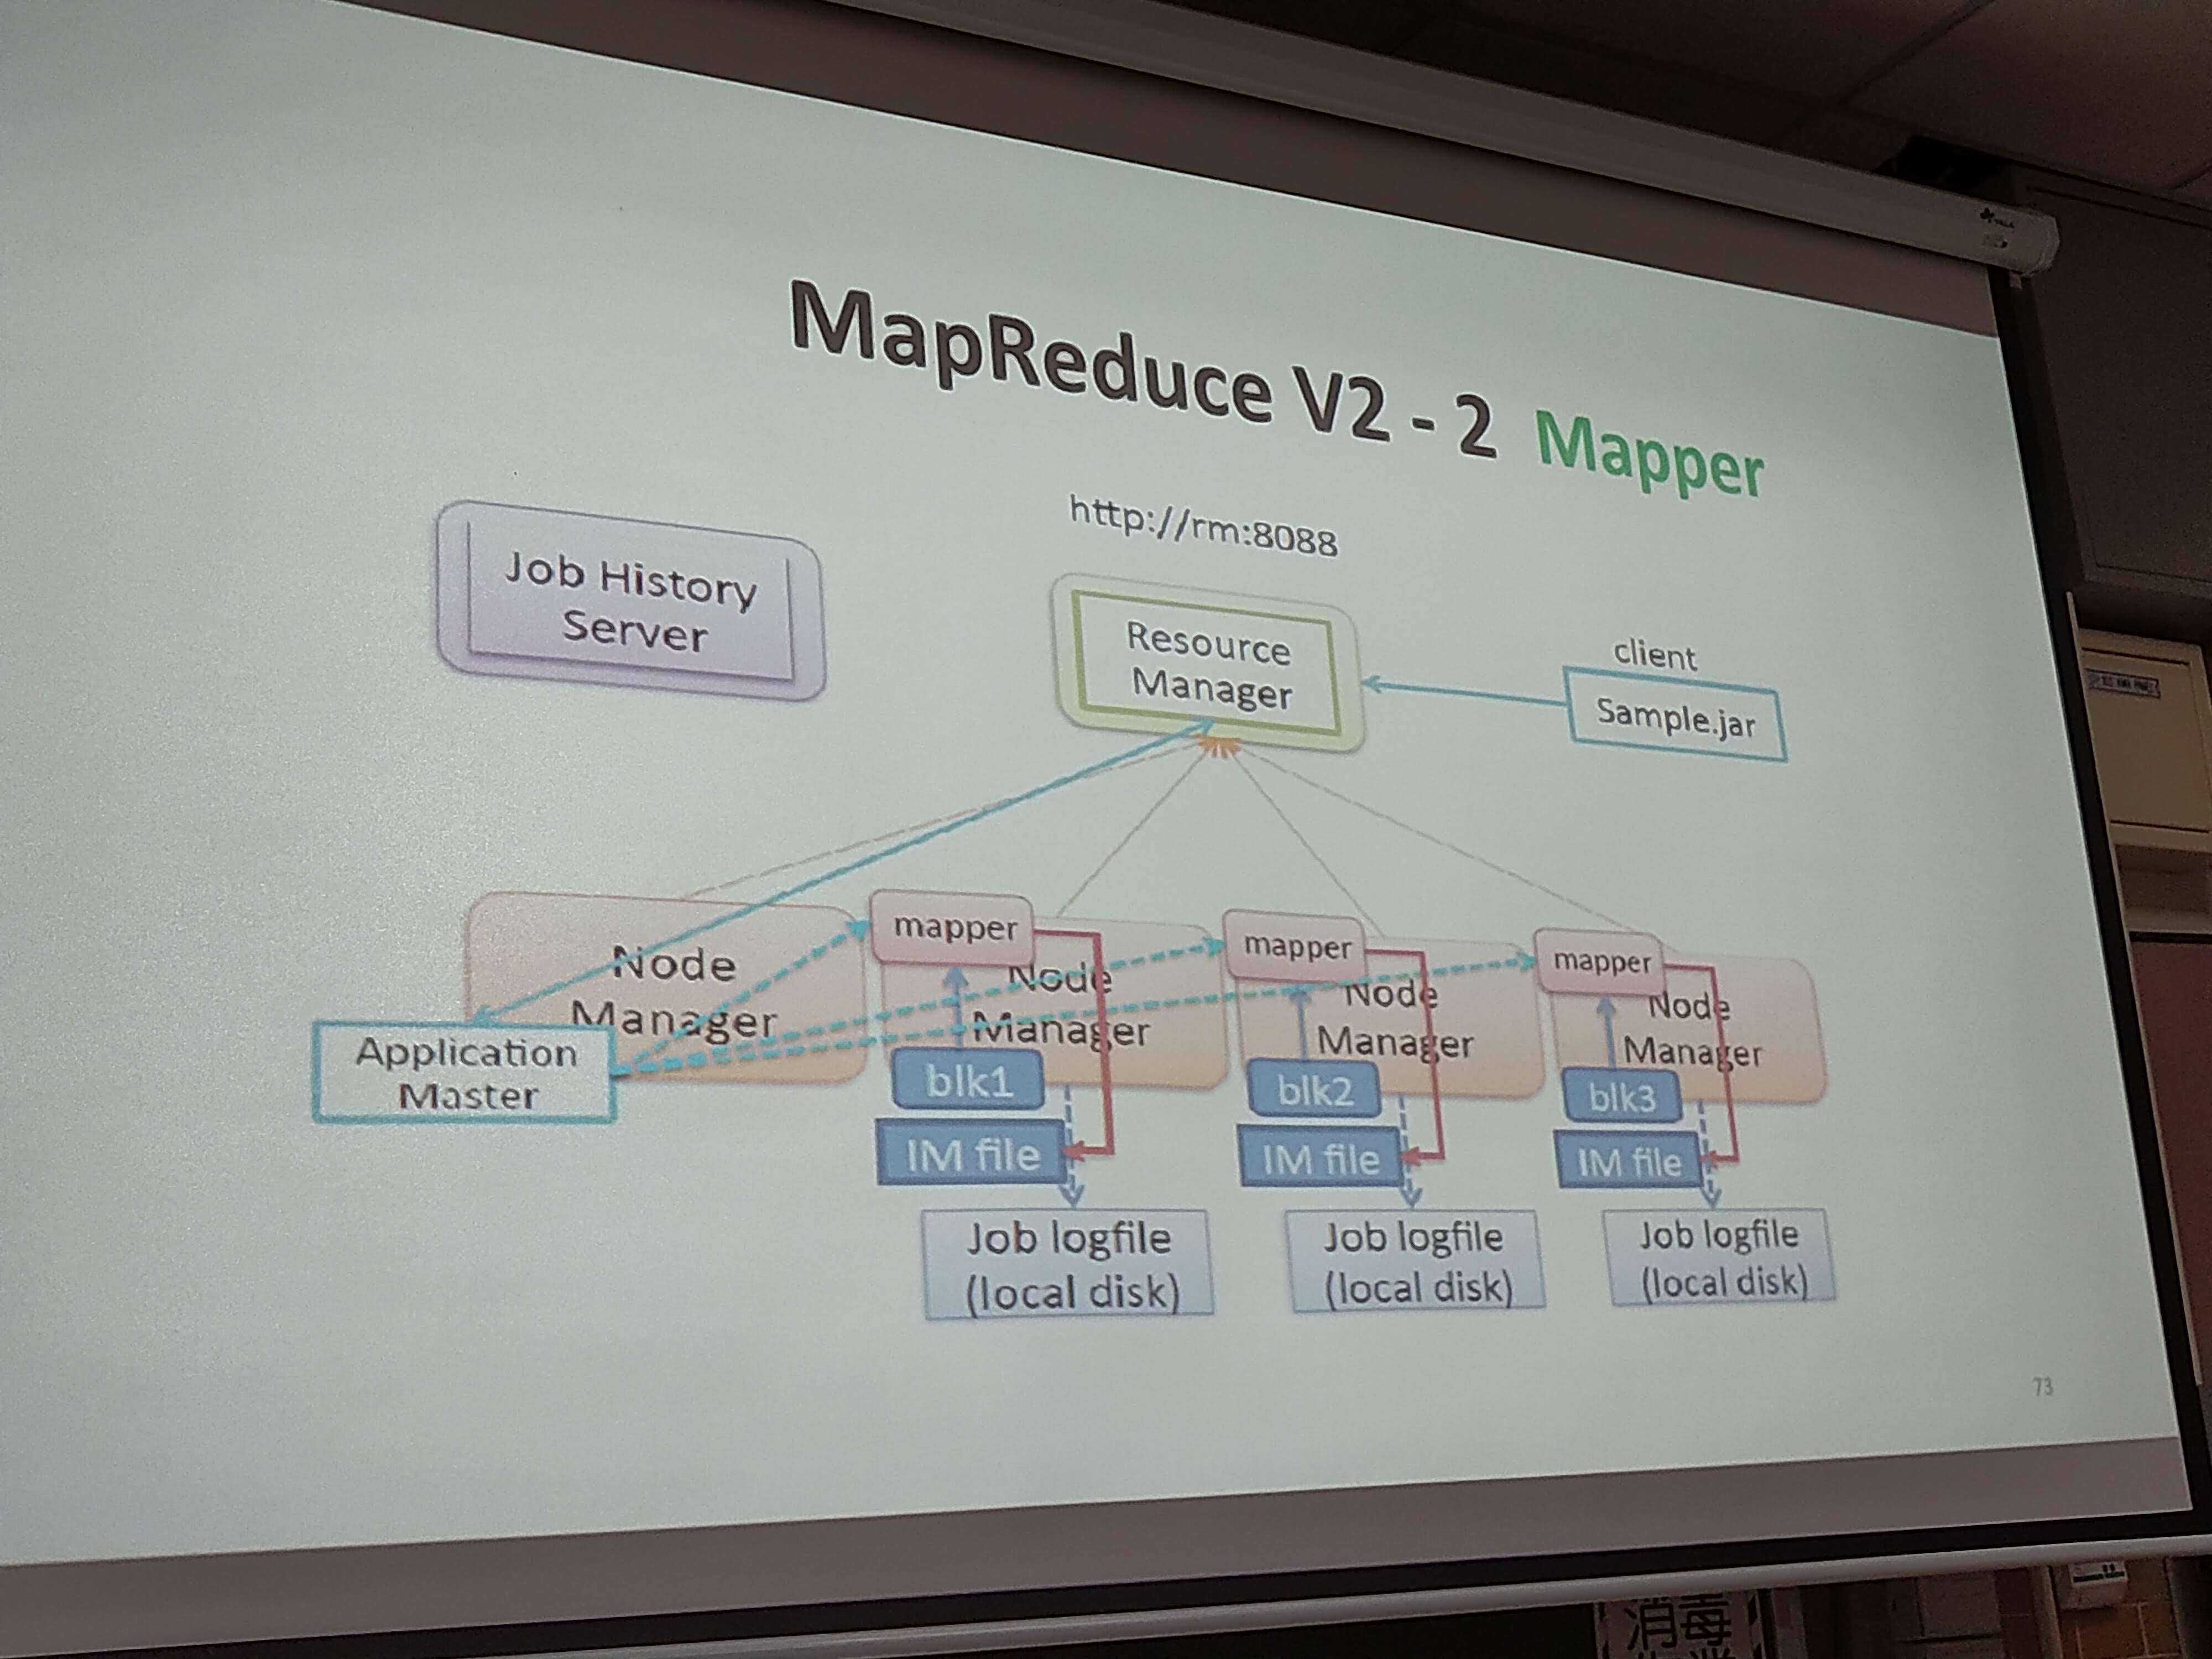 MapReduce V2 - 2 Mapper
http://rm:8088
Job History
Server
Resource
Manager
client
Sample.jar
Node
Manager
Application
Master
mapper
Node
Manager
blk1
IM file
Job logfile
(local disk)
mapper
Node
Manager
blk2
IM file
Job logfile
(local disk)
mapper
Node
Manager
blk3
IM file
Job logfile
(local disk)
73
消毒